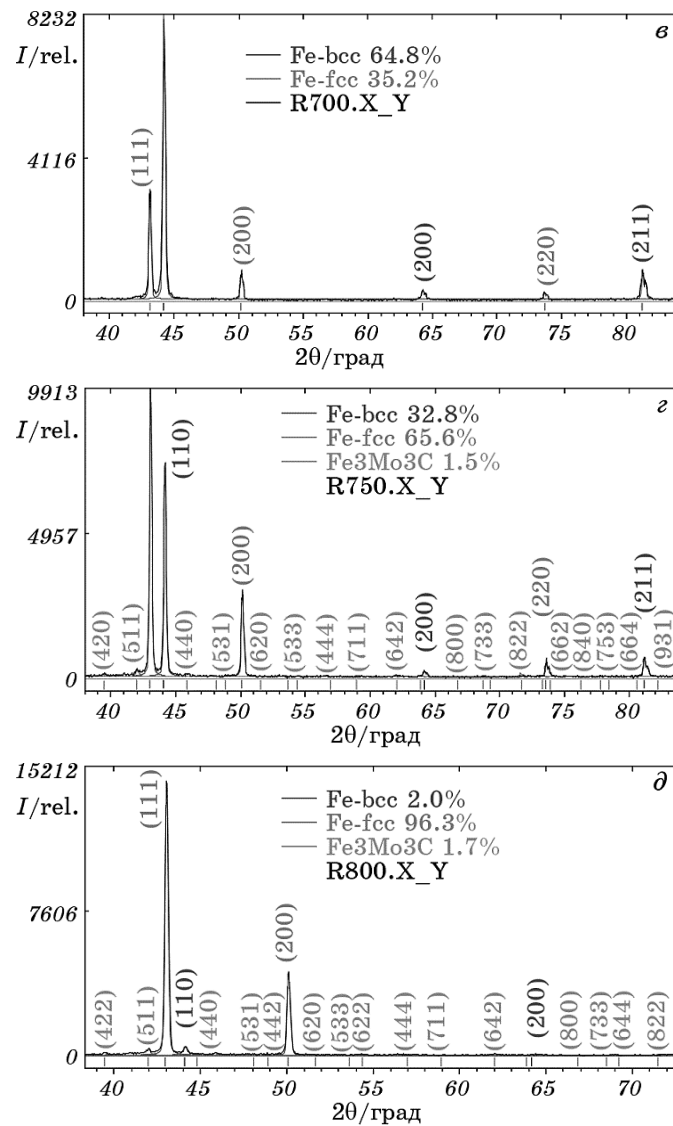 8232
в
I/rel.
Fe-bcc 64.8%
Fe-fcc 35.2%
R700.X_Y
4116
(111)
(200)
(200)
(220)
(211)
0
40 45 50 55 60 65 70 75 80
2θ/град
9913
г
I/rel.
Fe-bcc 32.8%
Fe-fcc 65.6%
Fe3Mo3C 1.5%
R750.X_Y
(110)
4957
(200)
(220)
(211)
(420) (511) (440) (531) (620) (533) (444) (711) (642) (200) (800) (733) (822) (662) (840) (753) (664) (931)
0
40 45 50 55 60 65 70 75 80
2θ/град
15212
д
I/rel.
(111)
Fe-bcc 2.0%
Fe-fcc 96.3%
Fe3Mo3C 1.7%
R800.X_Y
7606
(200)
(422) (511) (110) (440) (531) (442) (620) (533) (622) (444) (711) (642) (200) (800) (733) (644) (822)
0
40 45 50 55 60 65 70
2θ/град